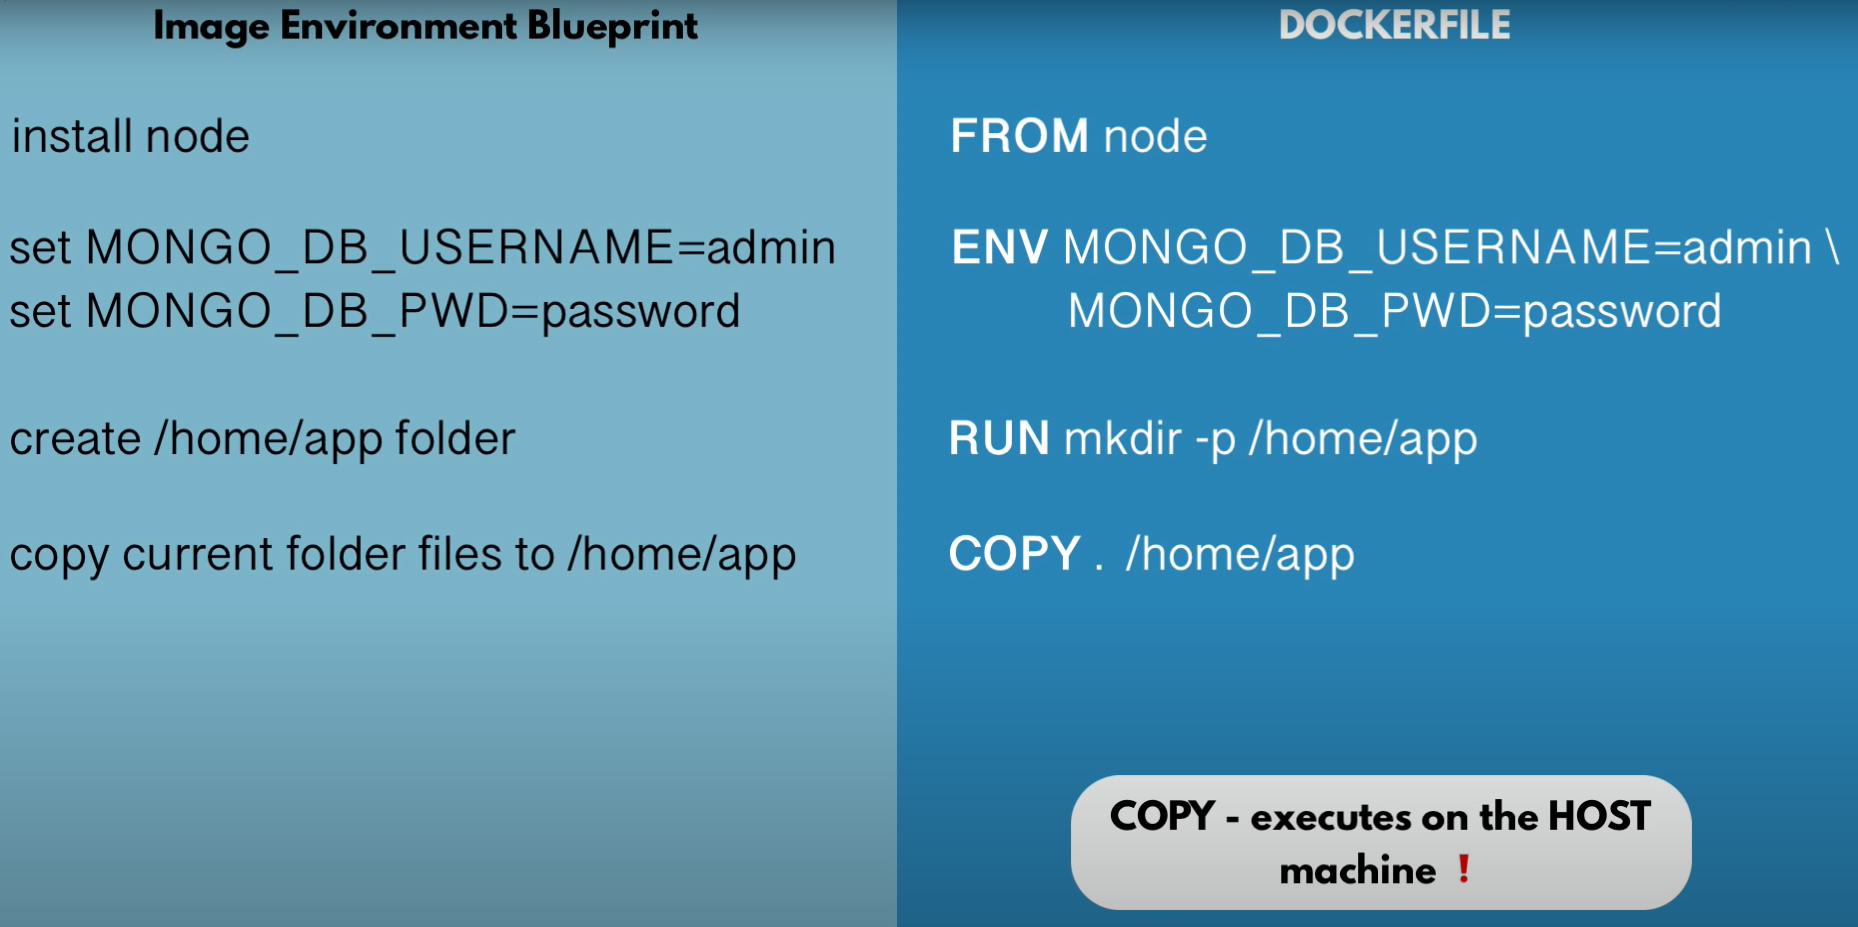 Image Environment Blueprint
install node
set MONGO_DB_USERNAME=admin
set MONGO_DB_PWD=password
create /home/app folder
copy current folder files to /home/app
DOCKERFILE
FROM node
ENV MONGO_DB_USERNAME=admin \
MONGO_DB_PWD=password
RUN mkdir -p /home/app
COPY . /home/app
COPY - executes on the HOST
machine ❗